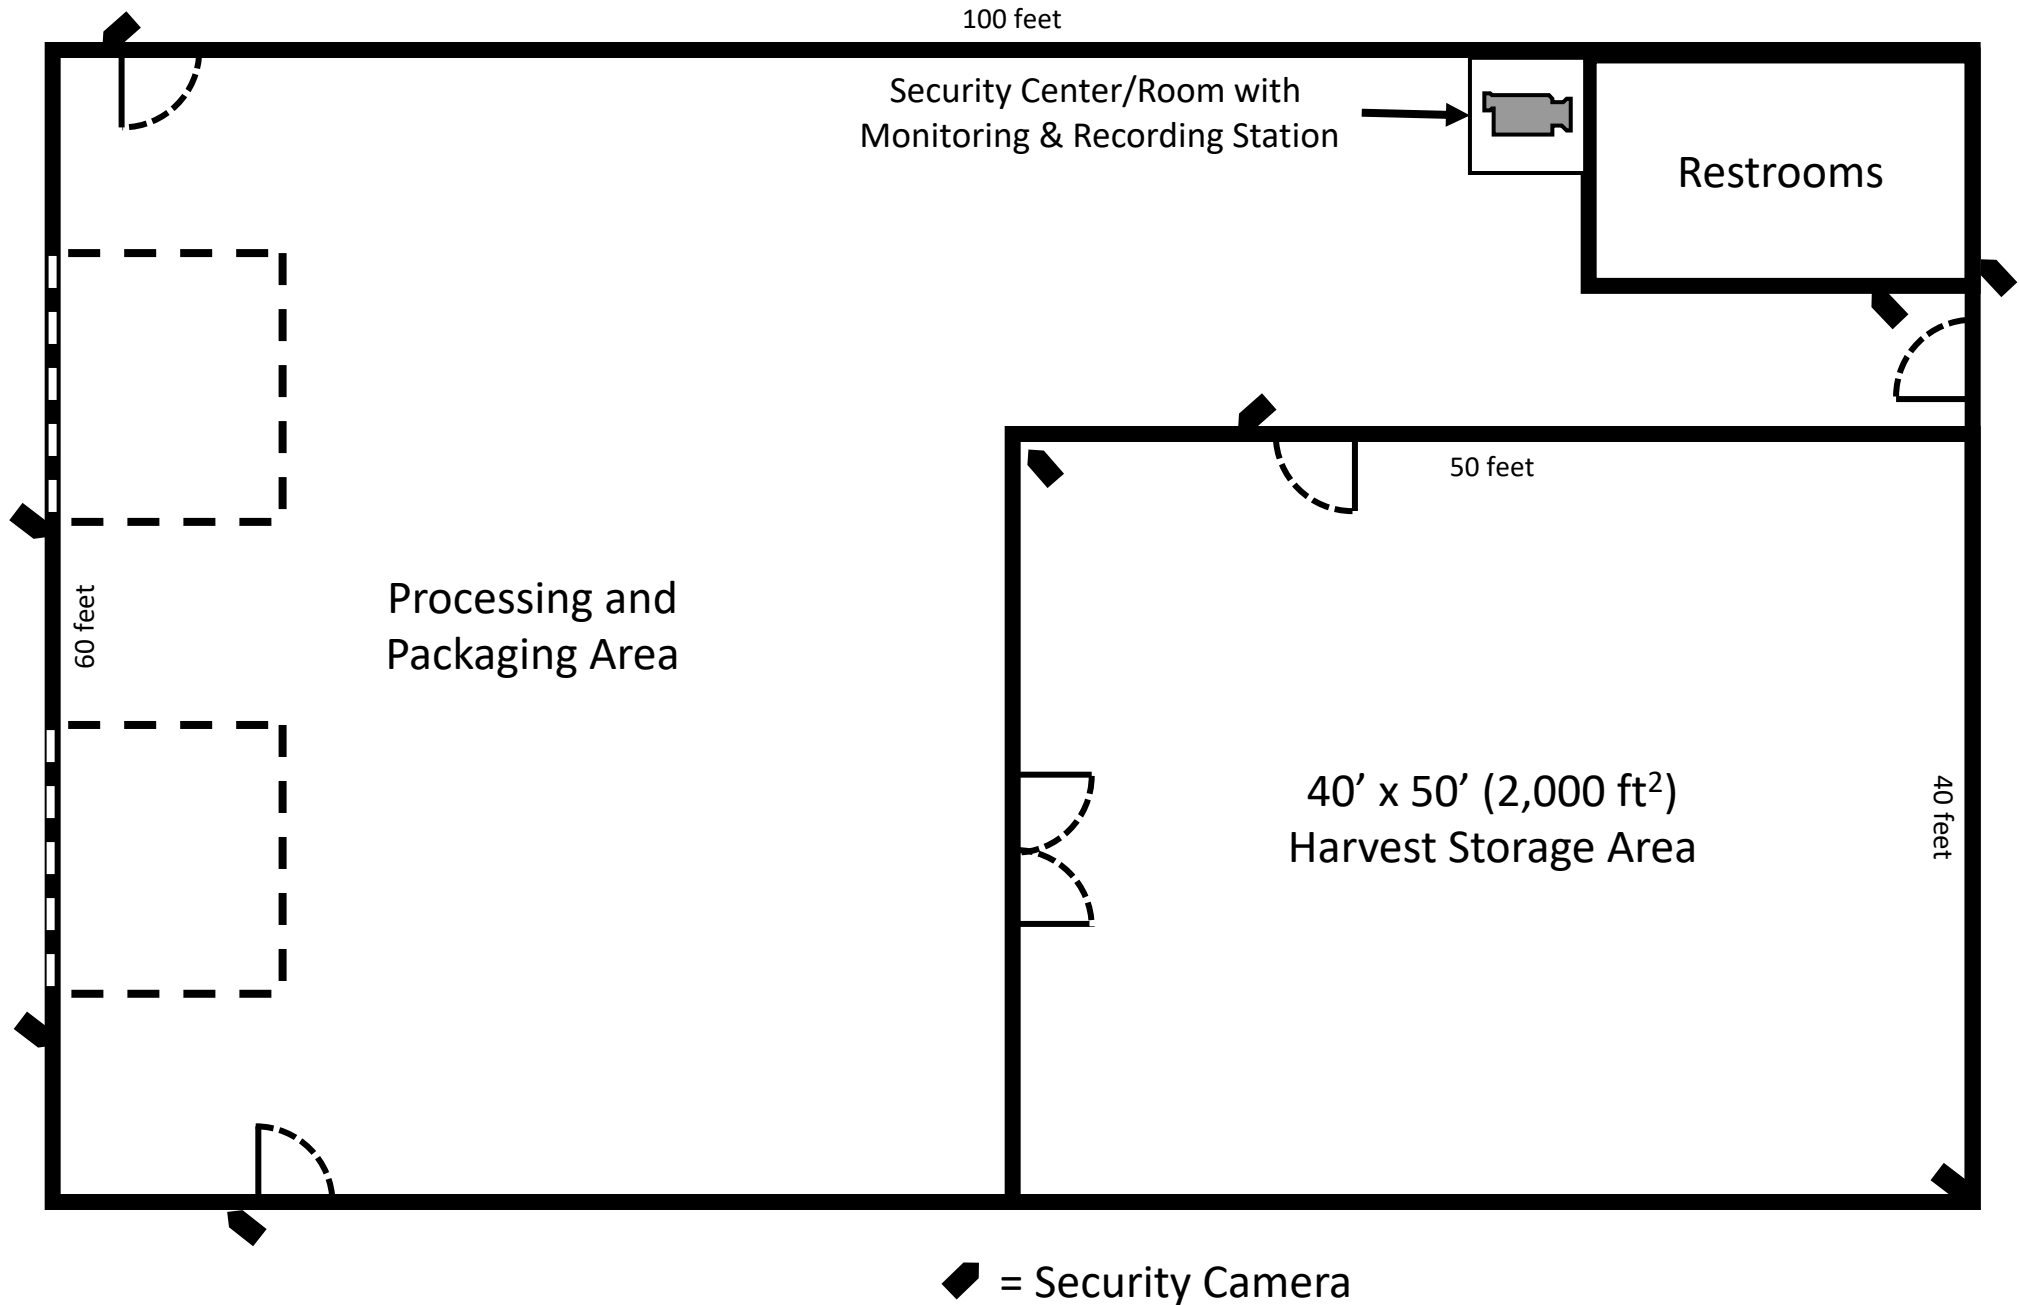 100 feet
Security Center/Room with
Monitoring & Recording Station
Restrooms
50 feet
60 feet
Processing and
Packaging Area
40’ x 50’ (2,000 ft²)
Harvest Storage Area
40 feet
= Security Camera